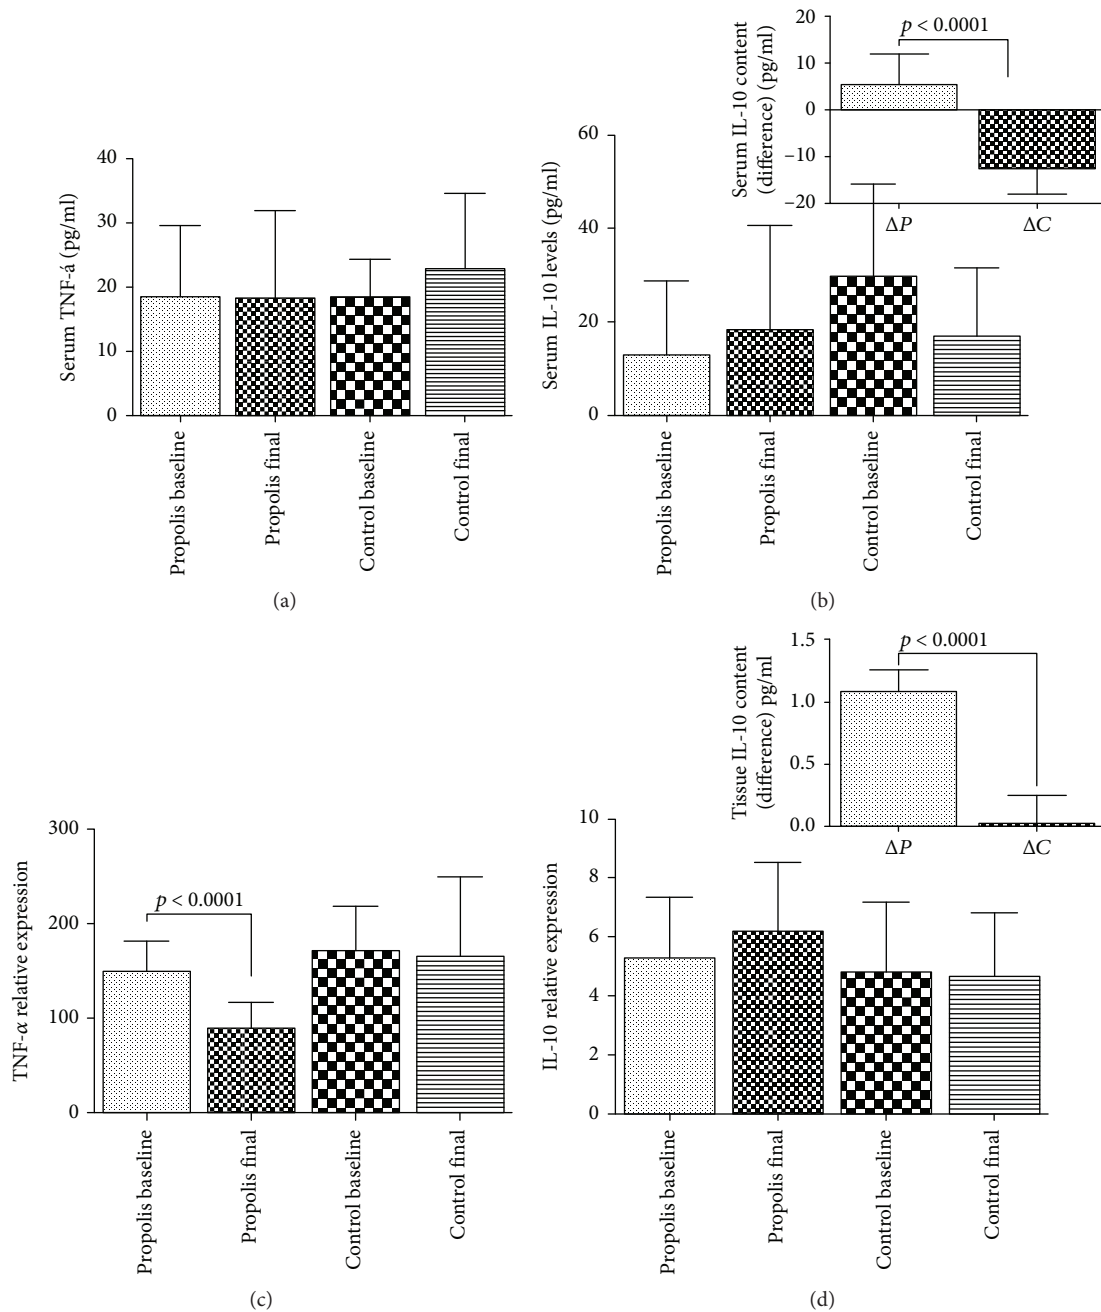 Serum TNF-á (pg/ml)
40
30
20
10
0
Propolis baseline
Propolis final
Control baseline
Control final
(a)
Serum IL-10 content
(difference) (pg/ml)
20
10
0
−10
−20
p < 0.0001
ΔP
ΔC
Serum IL-10 levels (pg/ml)
60
40
20
0
Propolis baseline
Propolis final
Control baseline
Control final
(b)
TNF-α relative expression
300
200
100
0
p < 0.0001
Propolis baseline
Propolis final
Control baseline
Control final
(c)
Tissue IL-10 content
(difference) pg/ml
1.5
1.0
0.5
0.0
p < 0.0001
ΔP
ΔC
IL-10 relative expression
10
8
6
4
2
0
Propolis baseline
Propolis final
Control baseline
Control final
(d)